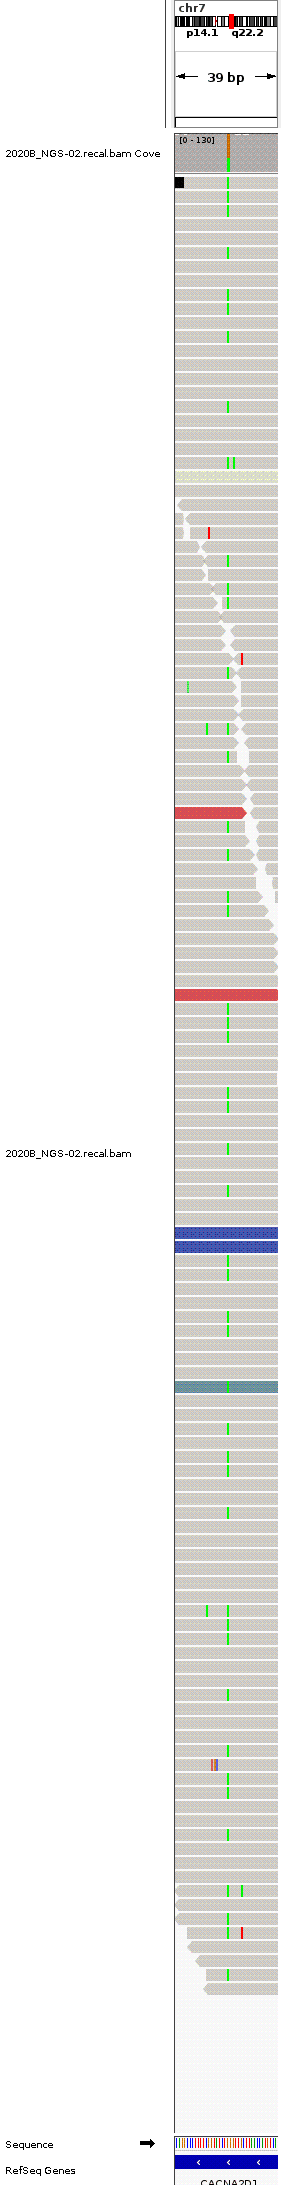 chr7
p14.1 q22.2
39 bp
[0 - 130]
2020B_NGS-02.recal.bam Cove
2020B_NGS-02.recal.bam
Sequence
RefSeq Genes
CACNA2D1